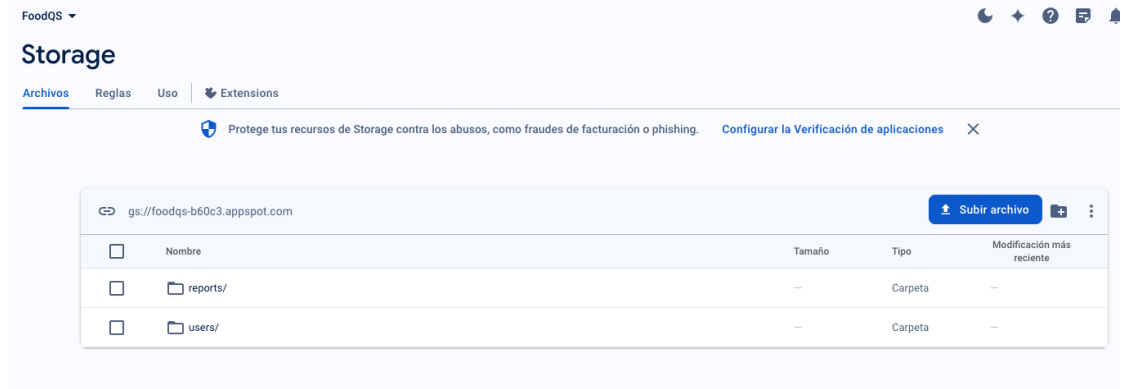 FoodQS
Storage
Archivos Reglas Uso Extensions
Protege tus recursos de Storage contra los abusos, como fraudes de facturación o phishing. Configurar la Verificación de aplicaciones
gs://foodqs-b60c3.appspot.com Subir archivo
Nombre Tamaño Tipo Modificación más
reciente
reports/ — Carpeta —
users/ — Carpeta —